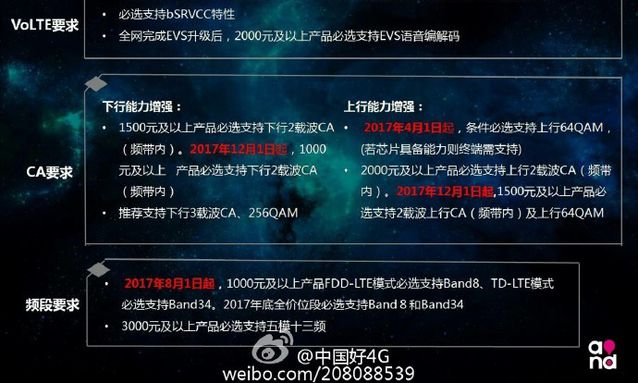 VoLTE要求
• 必选支持bSRVCC特性
• 全网完成EVS升级后，2000元及以上产品必选支持EVS语音编解码
CA要求
下行能力增强：
• 1500元及以上产品必选支持下行2载波CA
（频带内）。2017年12月1日起，1000
元及以上 产品必选支持下行2载波CA
（频带内）
• 推荐支持下行3载波CA、256QAM
上行能力增强：
• 2017年4月1日起，条件必选支持上行64QAM，
(若芯片具备能力则终端需支持)
• 2000元及以上产品必选支持上行2载波CA（频带
内）。2017年12月1日起,1500元及以上产品必
选支持2载波上行CA（频带内）及上行64QAM
频段要求
• 2017年8月1日起，1000元及以上产品FDD-LTE模式必选支持Band8、TD-LTE模式
必选支持Band34。2017年底全价位段必选支持Band 8 和Band34
• 3000元及以上产品必选支持五模十三频
@中国好4G
weibo.com/208088539
and